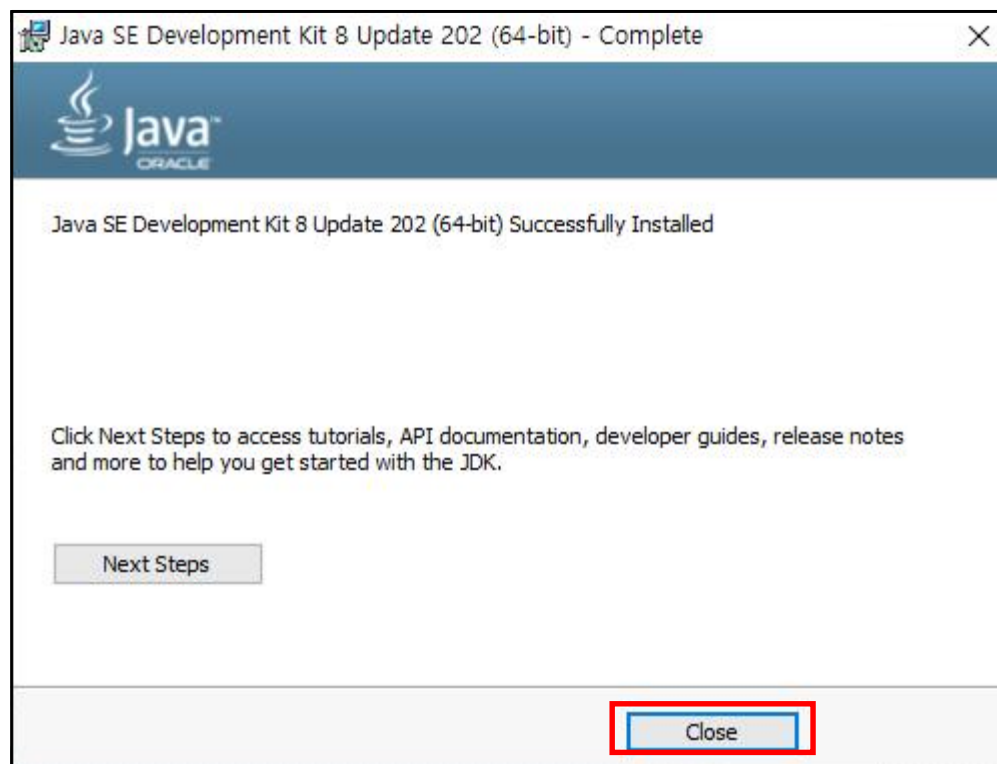 Java SE Development Kit 8 Update 202 (64-bit) - Complete
Java™
ORACLE
Java SE Development Kit 8 Update 202 (64-bit) Successfully Installed
Click Next Steps to access tutorials, API documentation, developer guides, release notes
and more to help you get started with the JDK.
Next Steps
Close